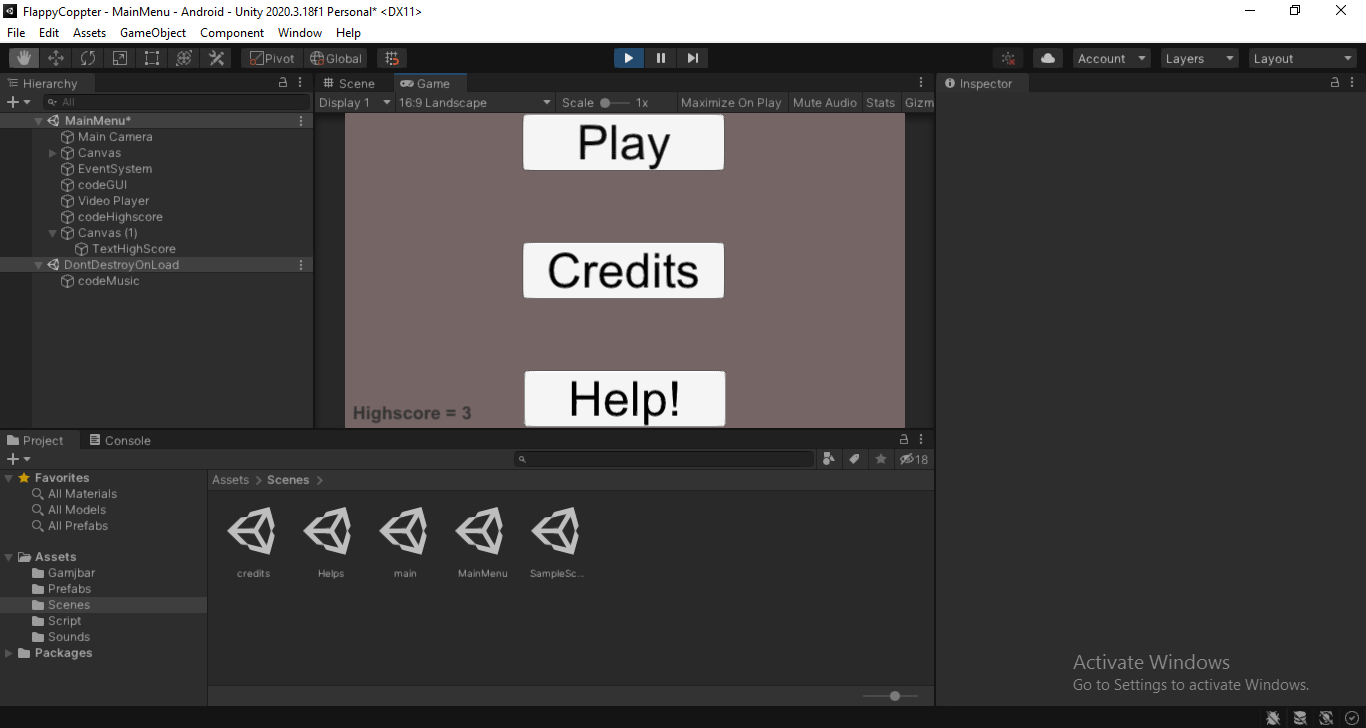 FlappyCoppter - MainMenu - Android - Unity 2020.3.18f1 Personal* <DX11>
File Edit Assets GameObject Component Window Help
Pivot Global Account Layers Layout
Hierarchy
Scene Game
Inspector
All
Display 1 16:9 Landscape Scale 1x Maximize On Play Mute Audio Stats Gizm
MainMenu*
Main Camera
Canvas
EventSystem
codeGUI
Video Player
codeHighscore
Canvas (1)
TextHighScore
DontDestroyOnLoad
codeMusic
Play
Credits
Help!
Highscore = 3
Project Console
18
Favorites
All Materials
All Models
All Prefabs
Assets
Gamjbar
Prefabs
Scenes
Script
Sounds
Packages
Assets > Scenes >
credits Helps main MainMenu SampleSc...
Activate Windows
Go to Settings to activate Windows.